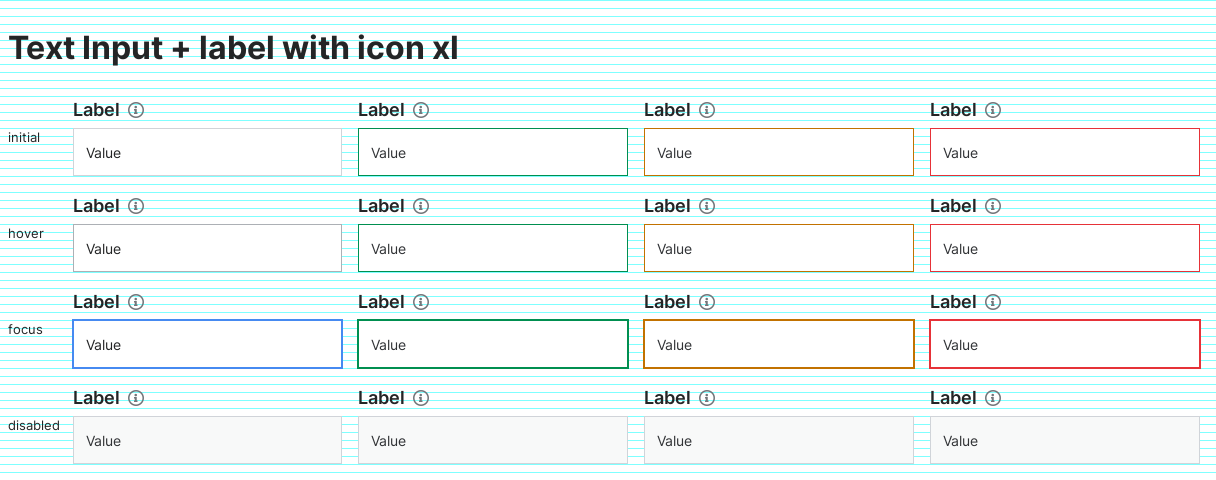 Text Input + label with icon xl
Label Label Label Label
initial
Value Value Value Value
Label Label Label Label
hover
Value Value Value Value
Label Label Label Label
focus
Value Value Value Value
Label Label Label Label
disabled
Value Value Value Value